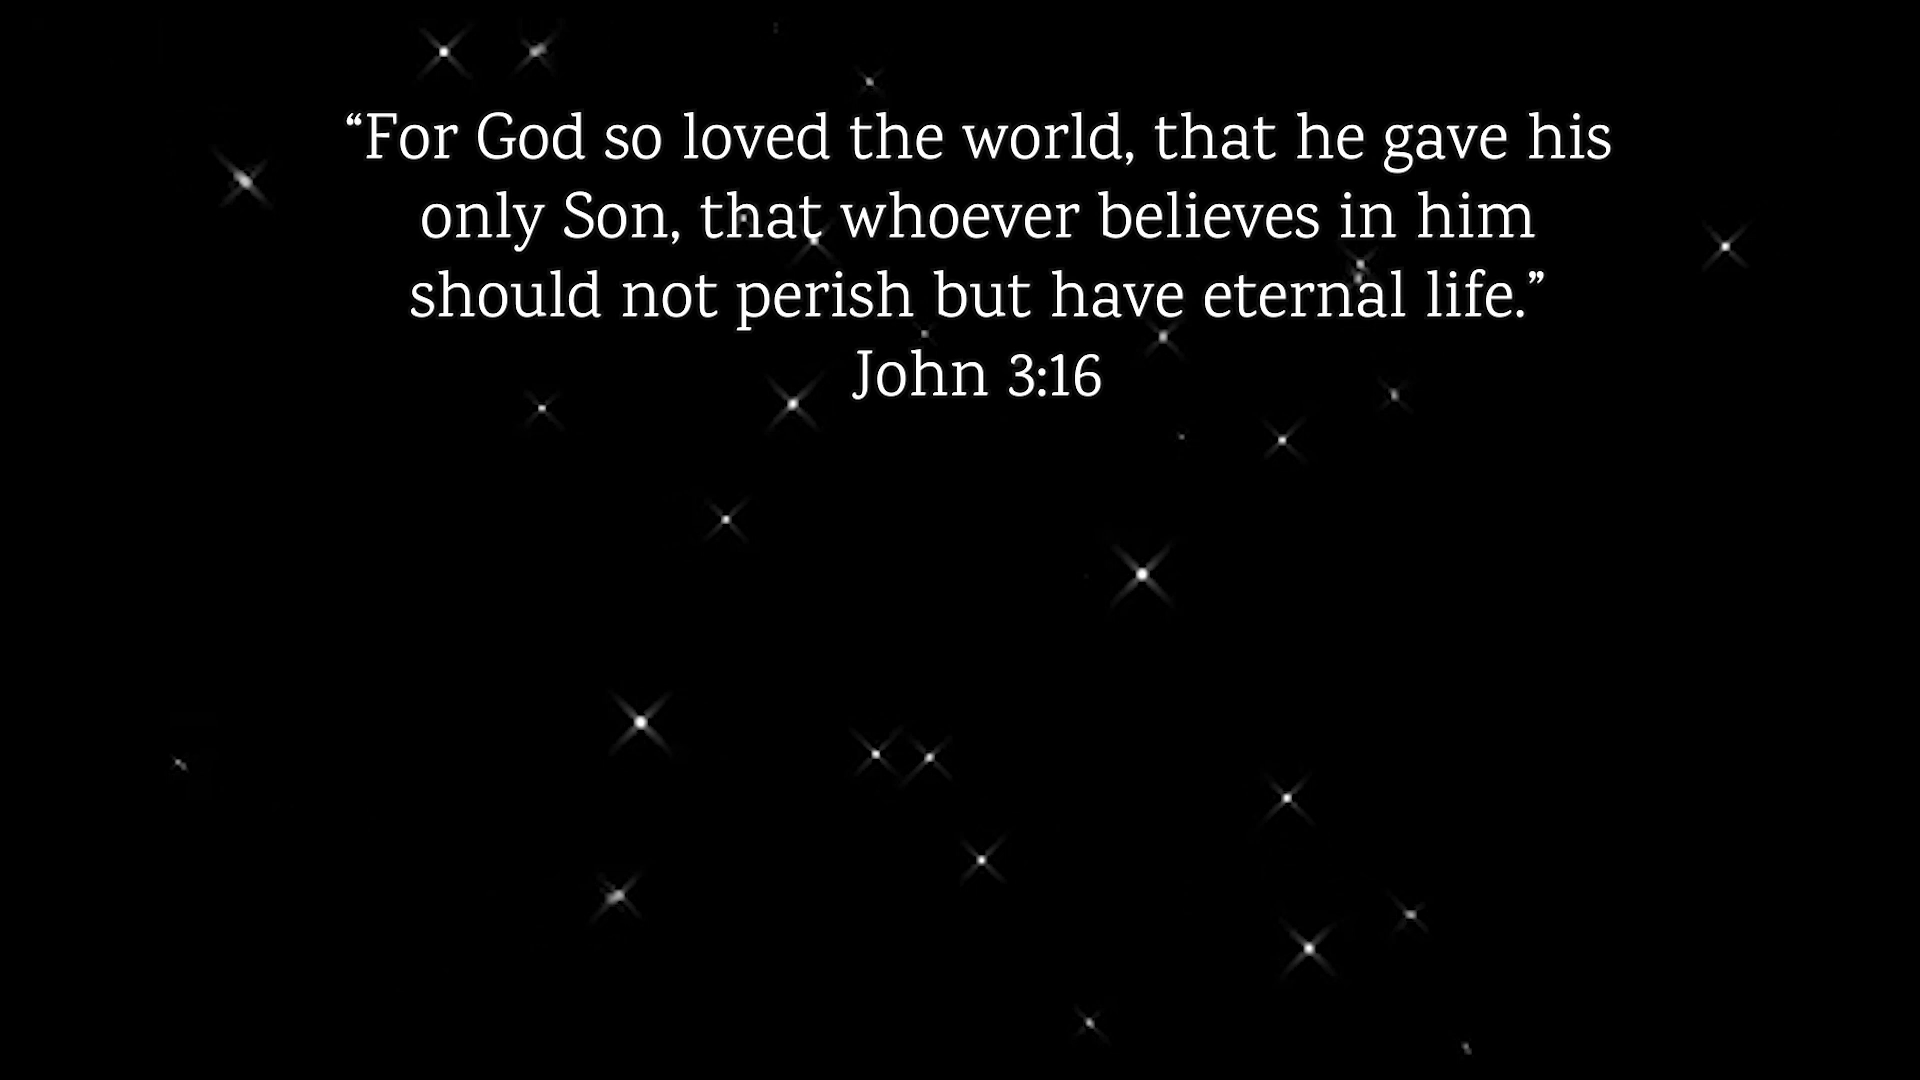 “For God so loved the world, that he gave his
only Son, that whoever believes in him
should not perish but have eternal life.”
John 3:16